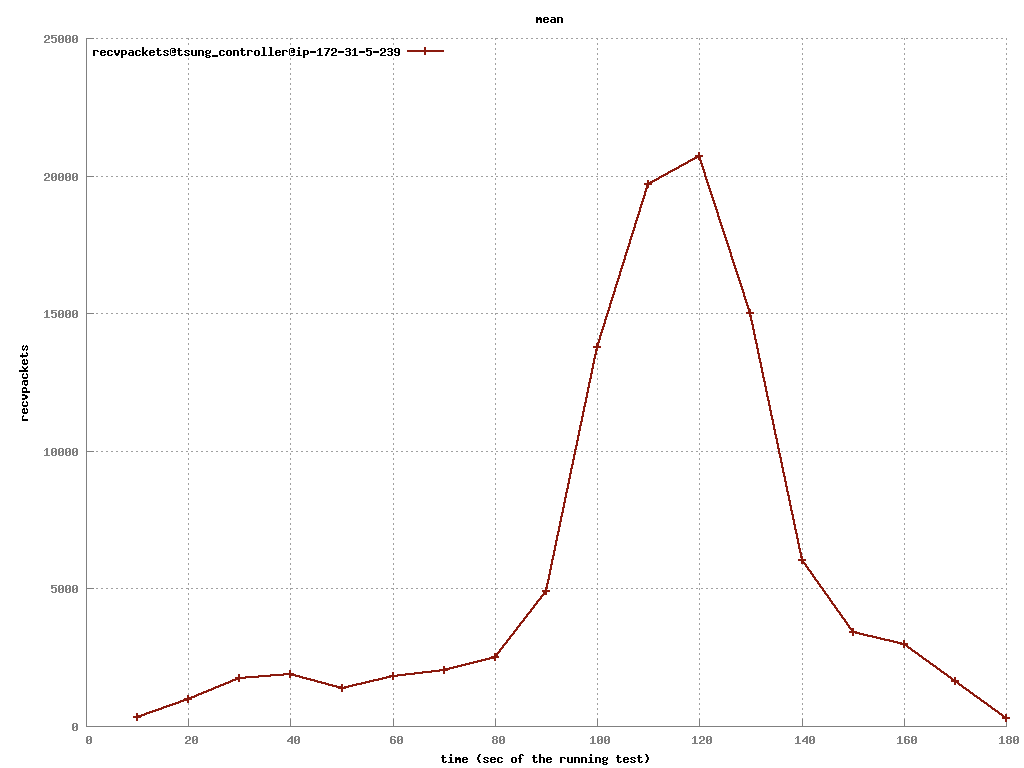 mean
25000
recvpackets@tsung_controller@ip-172-31-5-239
20000
15000
recvpackets
10000
5000
0
0 20 40 60 80 100 120 140 160 180
time (sec of the running test)